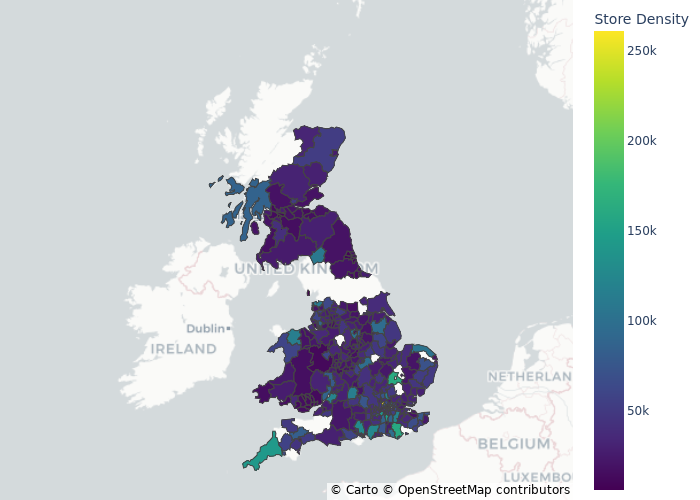 Store Density
250k
200k
150k
100k
50k
UNITED KINGDOM
Dublin
IRELAND
NETHERLAN
BELGIUM
LUXEMBO
© Carto © OpenStreetMap contributors